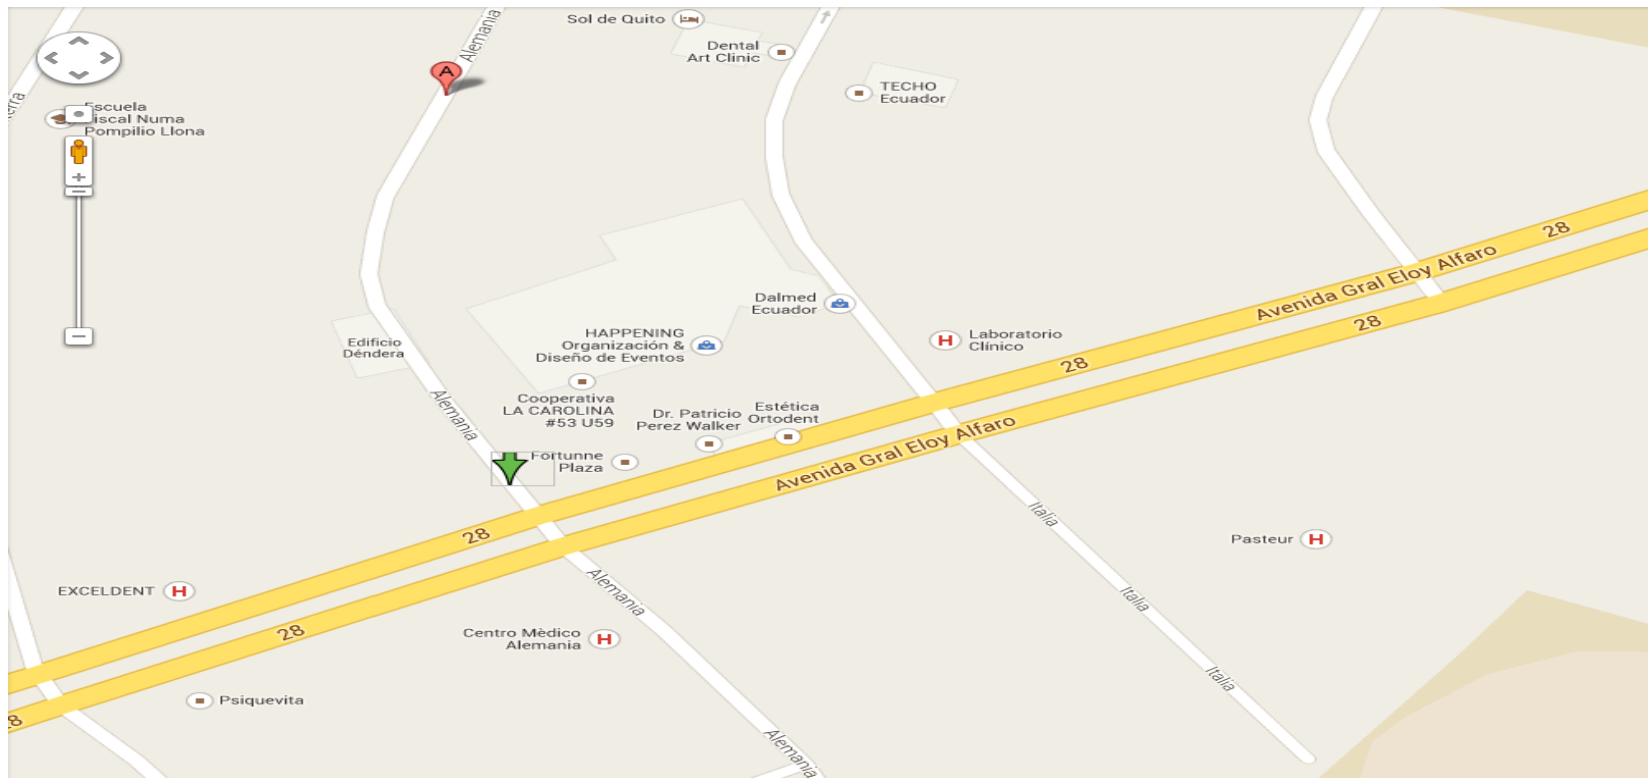 Sol de Quito
Alemania
Dental
Art Clinic
A
TECHO
Ecuador
erra
Escuela
Fiscal Numa
Pompilio Llona
28
Avenida Gral Eloy Alfaro
Dalmed
Ecuador
28
HAPPENING
Organización &
Diseño de Eventos
Laboratorio
Clínico
H
Edificio
Déndera
28
Cooperativa
LA CAROLINA
#53 U59
Alemania
Dr. Patricio
Perez Walker
Estética
Ortodent
Avenida Gral Eloy Alfaro
Fortunne
Plaza
28
Italia
Pasteur
H
EXCELDENT
H
Alemania
Italia
28
Centro Mèdico
Alemania
H
Italia
Psiquevita
28
Alemania